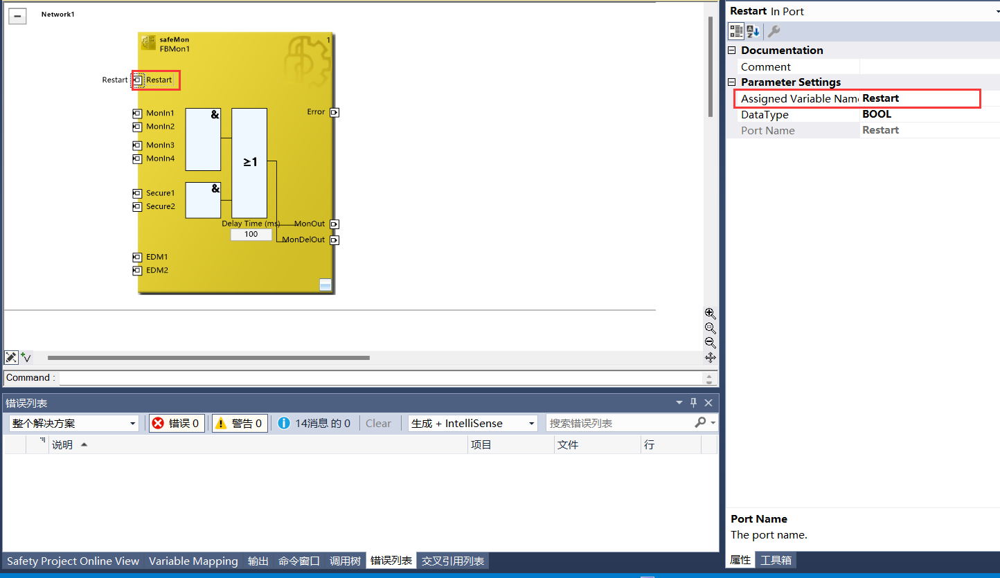 Network1
safeMon
FBMon1
1
Restart
Restart
MonIn1
MonIn2
MonIn3
MonIn4
Secure1
Secure2
EDM1
EDM2
&
&
≥1
Error
Delay Time (ms)
100
MonOut
MonDelOut
Command :
错误列表
整个解决方案
错误 0
警告 0
14消息 的 0
Clear
生成 + IntelliSense
搜索错误列表
说明
项目
文件
行
Safety Project Online View
Variable Mapping
输出
命令窗口
调用树
错误列表
交叉引用列表
Restart In Port
Documentation
Comment
Parameter Settings
Assigned Variable Name Restart
DataType BOOL
Port Name Restart
Port Name
The port name.
属性
工具箱